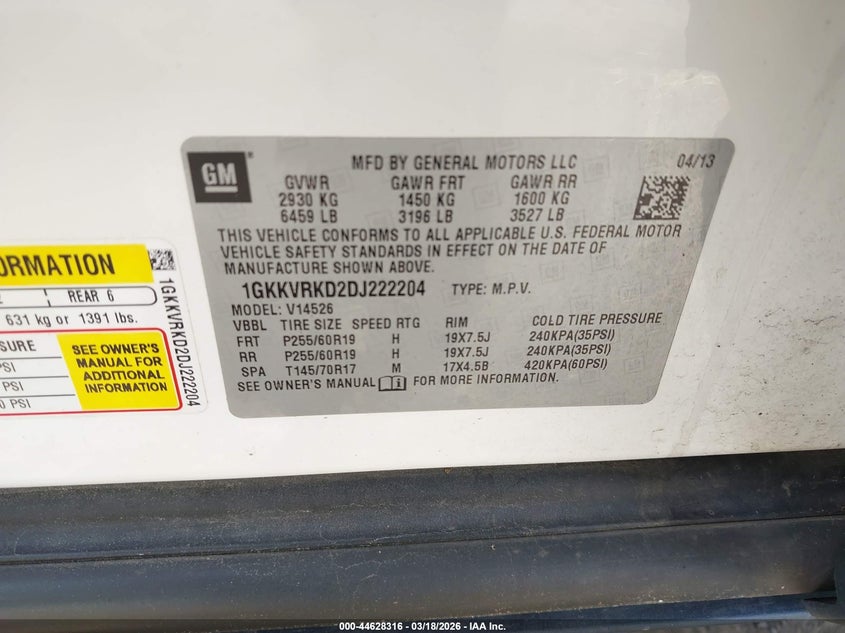 GM
MFD BY GENERAL MOTORS LLC 04/13
GVWR GAWR FRT GAWR RR
2930 KG 1450 KG 1600 KG
6459 LB 3196 LB 3527 LB
THIS VEHICLE CONFORMS TO ALL APPLICABLE U.S. FEDERAL MOTOR
VEHICLE SAFETY STANDARDS IN EFFECT ON THE DATE OF
MANUFACTURE SHOWN ABOVE.
1GKKVRKD2DJ222204 TYPE: M.P.V.
MODEL: V14526
VBBL TIRE SIZE SPEED RTG RIM COLD TIRE PRESSURE
FRT P255/60R19 H 19X7.5J 240KPA(35PSI)
RR P255/60R19 H 19X7.5J 240KPA(35PSI)
SPA T145/70R17 M 17X4.5B 420KPA(60PSI)
SEE OWNER'S MANUAL i FOR MORE INFORMATION.
ORMATION
REAR 6
631 kg or 1391 lbs.
SURE
PSI
PSI
0 PSI
SEE OWNER'S
MANUAL FOR
ADDITIONAL
INFORMATION
1GKKVRKD2DJ222204
000-44628316 - 03/18/2026 - IAA Inc.